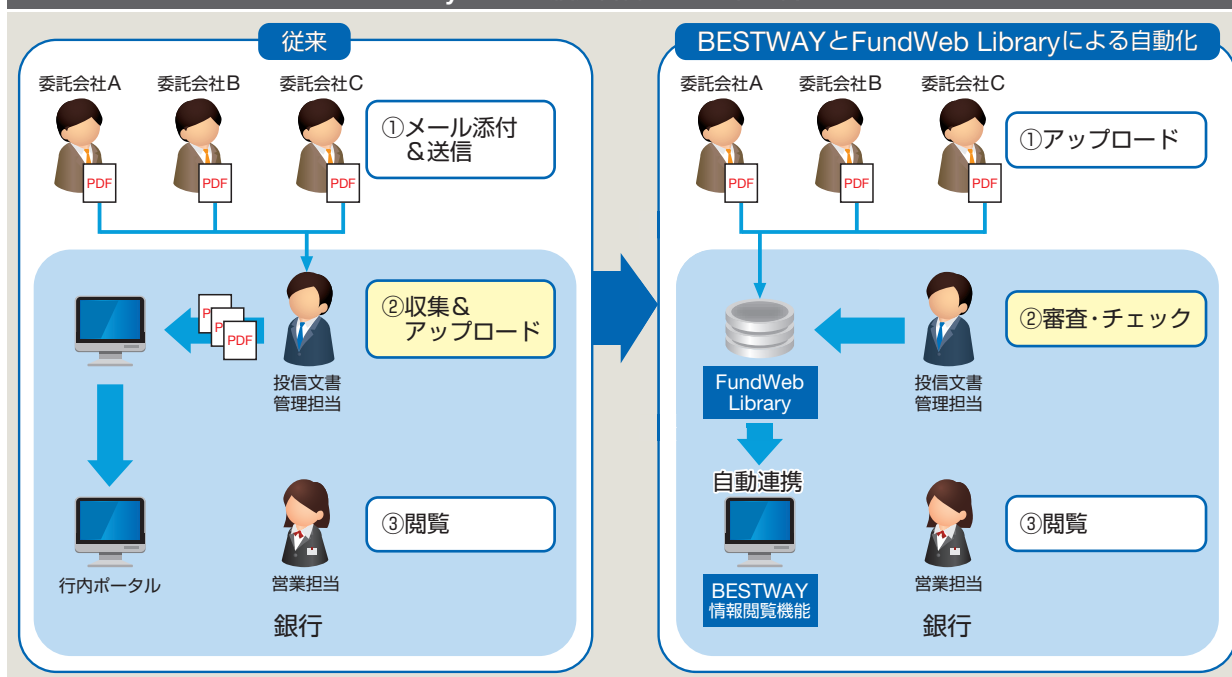 従来
委託会社A 委託会社B 委託会社C
①メール添付
&送信
PDF PDF PDF
②収集&
アップロード
PDF
投信文書
管理担当
③閲覧
行内ポータル
営業担当
銀行
BESTWAYとFundWeb Libraryによる自動化
委託会社A 委託会社B 委託会社C
①アップロード
PDF PDF PDF
②審査・チェック
FundWeb
Library
投信文書
管理担当
自動連携
③閲覧
BESTWAY
情報閲覧機能
営業担当
銀行